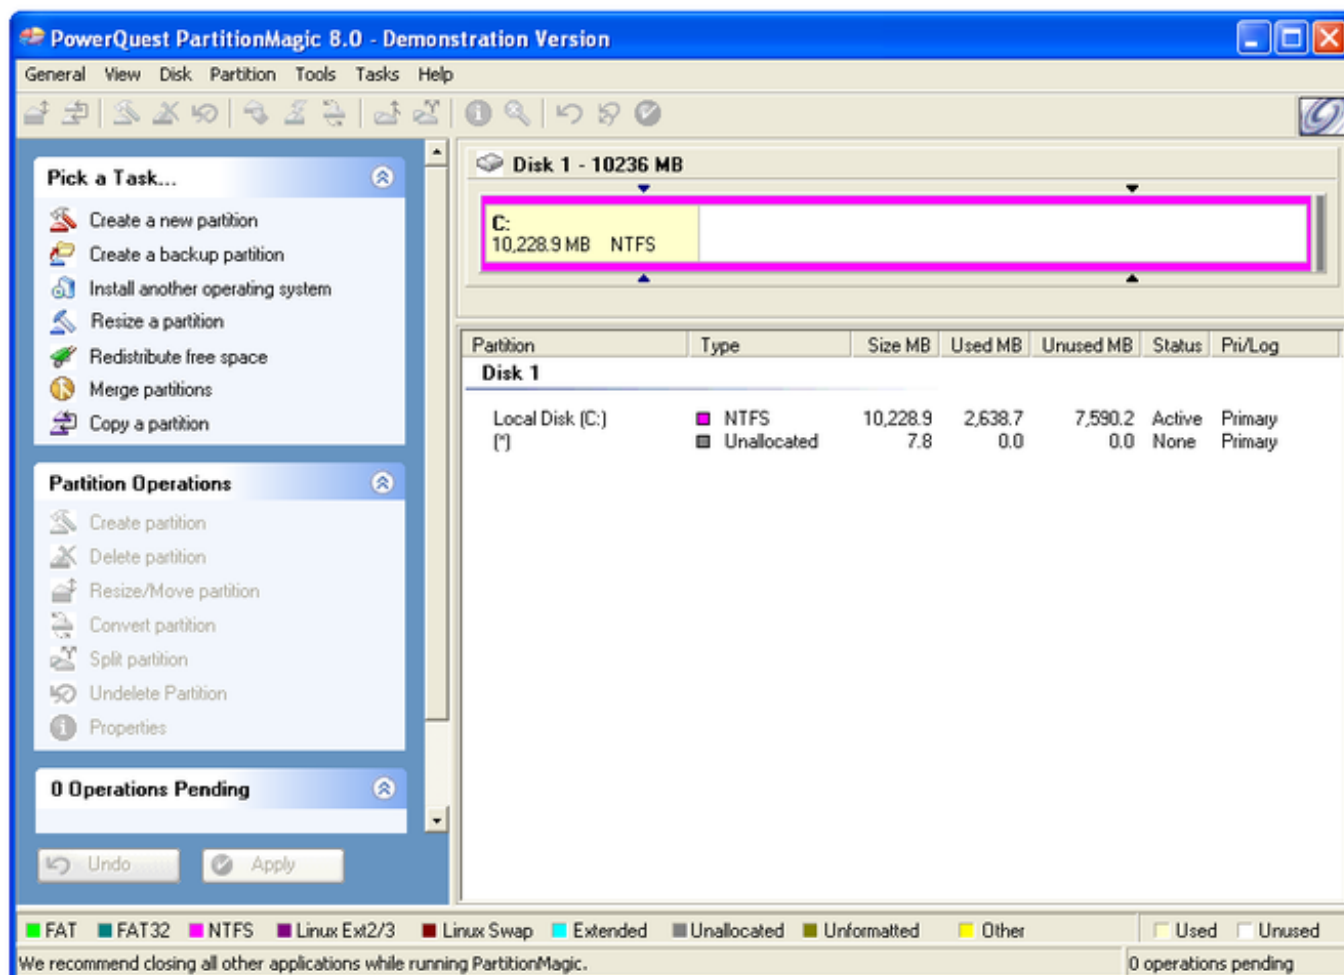 PowerQuest PartitionMagic 8.0 - Demonstration Version
General View Disk Partition Tools Tasks Help
Pick a Task...
Create a new partition
Create a backup partition
Install another operating system
Resize a partition
Redistribute free space
Merge partitions
Copy a partition
Partition Operations
Create partition
Delete partition
Resize/Move partition
Convert partition
Split partition
Undelete Partition
Properties
0 Operations Pending
Undo Apply
Disk 1 - 10236 MB
C:
10,228.9 MB NTFS
Partition Type Size MB Used MB Unused MB Status Pri/Log
Disk 1
Local Disk (C:) NTFS 10,228.9 2,638.7 7,590.2 Active Primary
(*) Unallocated 7.8 0.0 0.0 None Primary
FAT FAT32 NTFS Linux Ext2/3 Linux Swap Extended Unallocated Unformatted Other Used Unused
We recommend closing all other applications while running PartitionMagic. 0 operations pending